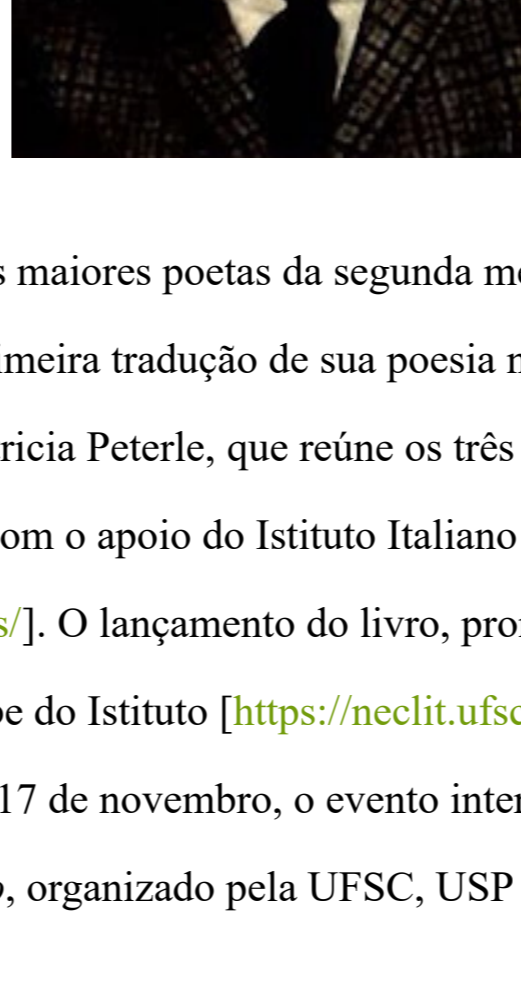 s maiores poetas da segunda m
imeira tradução de sua poesia n
ricia Peterle, que reúne os três
om o apoio do Istituto Italiano
s/]. O lançamento do livro, pro
e do Istituto [https://neclit.ufsc
17 de novembro, o evento inter
o, organizado pela UFSC, USP